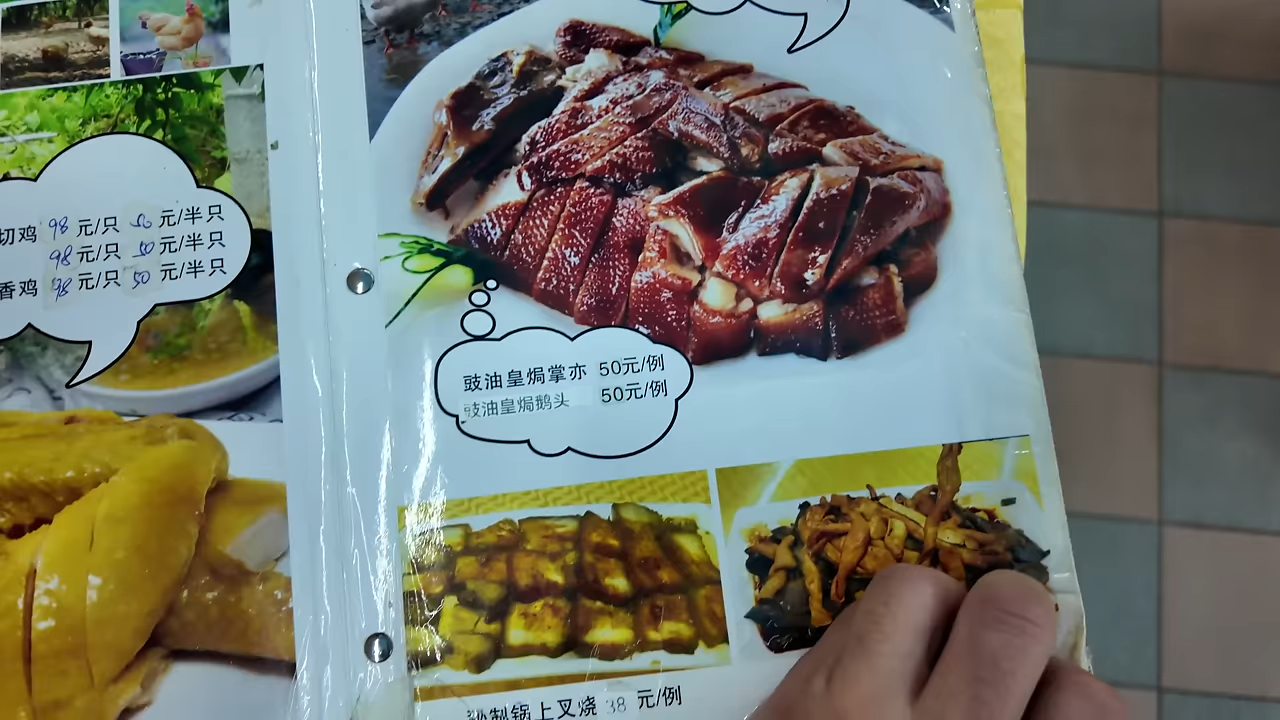 切鸡 98 元/只 50 元/半只
98 元/只 50 元/半只
香鸡 98 元/只 50 元/半只
豉油皇焗掌亦 50元/例
豉油皇焗鹅头 50元/例
秘制锅上叉烧 38 元/例